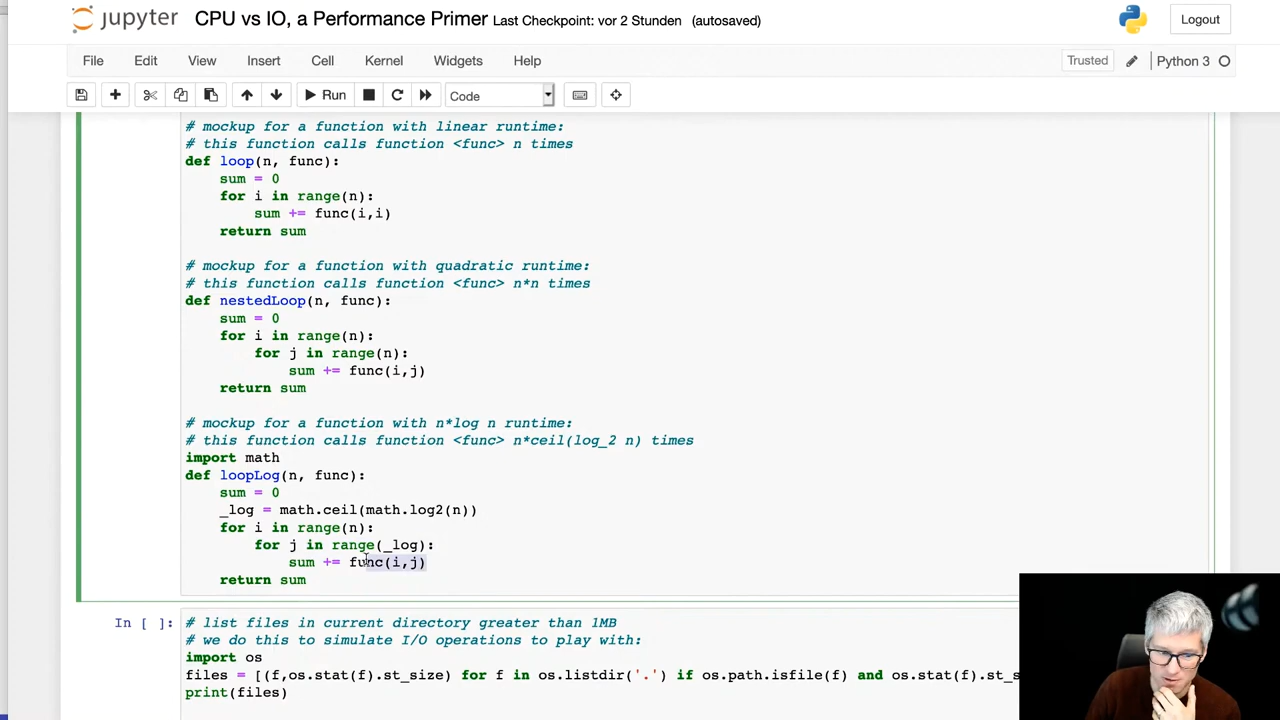 jupyter CPU vs IO, a Performance Primer Last Checkpoint: vor 2 Stunden (autosaved) Logout
File Edit View Insert Cell Kernel Widgets Help Trusted Python 3
Run Code
# mockup for a function with linear runtime:
# this function calls function <func> n times
def loop(n, func):
    sum = 0
    for i in range(n):
        sum += func(i,i)
    return sum
# mockup for a function with quadratic runtime:
# this function calls function <func> n*n times
def nestedLoop(n, func):
    sum = 0
    for i in range(n):
        for j in range(n):
            sum += func(i,j)
    return sum
# mockup for a function with n*log n runtime:
# this function calls function <func> n*ceil(log_2 n) times
import math
def loopLog(n, func):
    sum = 0
    _log = math.ceil(math.log2(n))
    for i in range(n):
        for j in range(_log):
            sum += func(i,j)
    return sum
In [ ]: # list files in current directory greater than 1MB
# we do this to simulate I/O operations to play with:
import os
files = [(f,os.stat(f).st_size) for f in os.listdir('.') if os.path.isfile(f) and os.stat(f).st_s
print(files)